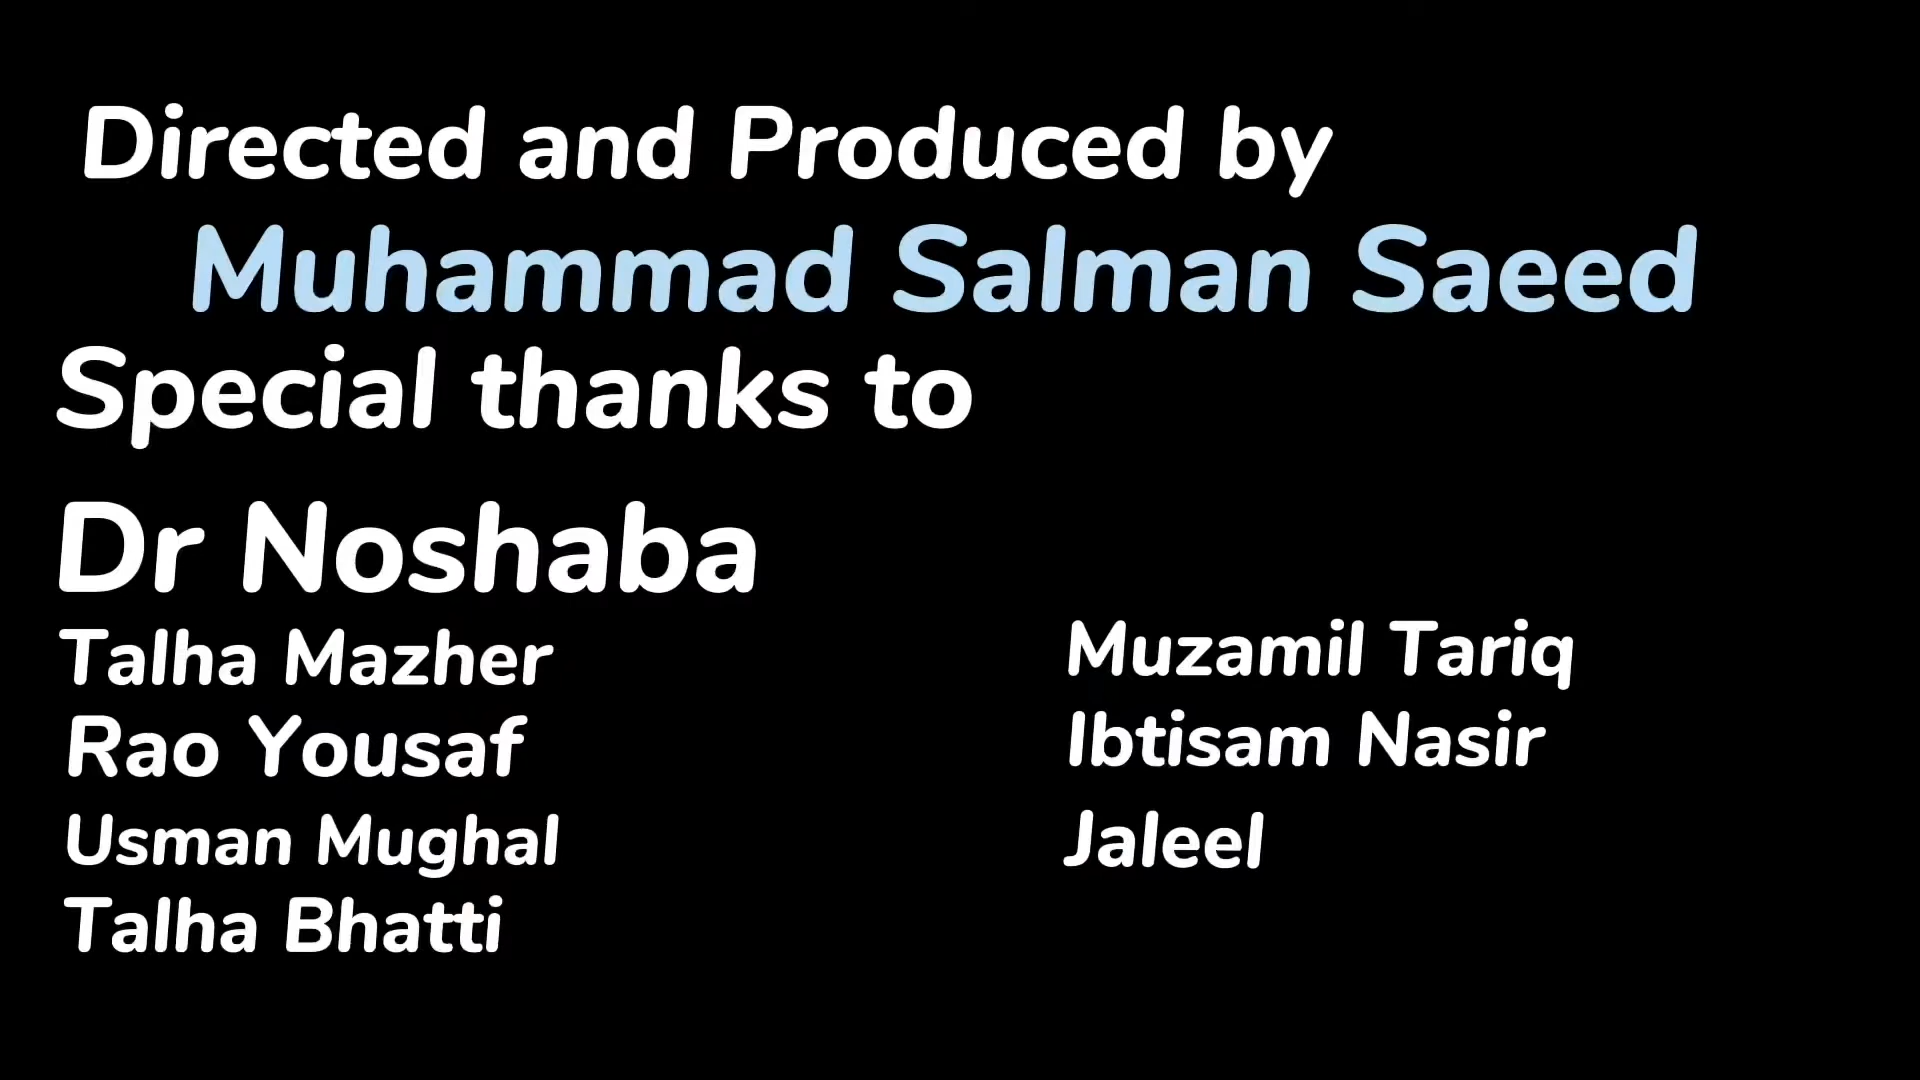 Directed and Produced by
Muhammad Salman Saeed
Special thanks to
Dr Noshaba
Talha Mazher
Rao Yousaf
Usman Mughal
Talha Bhatti
Muzamil Tariq
Ibtisam Nasir
Jaleel